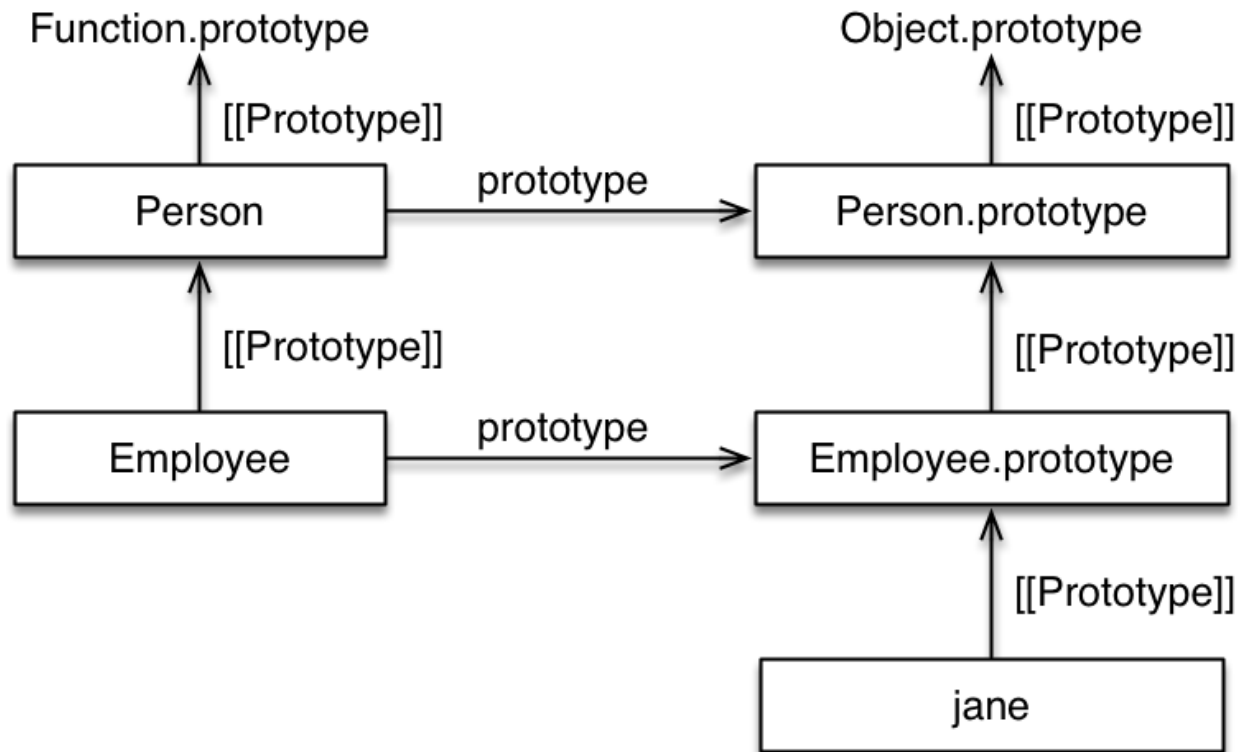 Function.prototype
Object.prototype
[[Prototype]]
[[Prototype]]
Person
prototype
Person.prototype
[[Prototype]]
[[Prototype]]
Employee
prototype
Employee.prototype
[[Prototype]]
jane